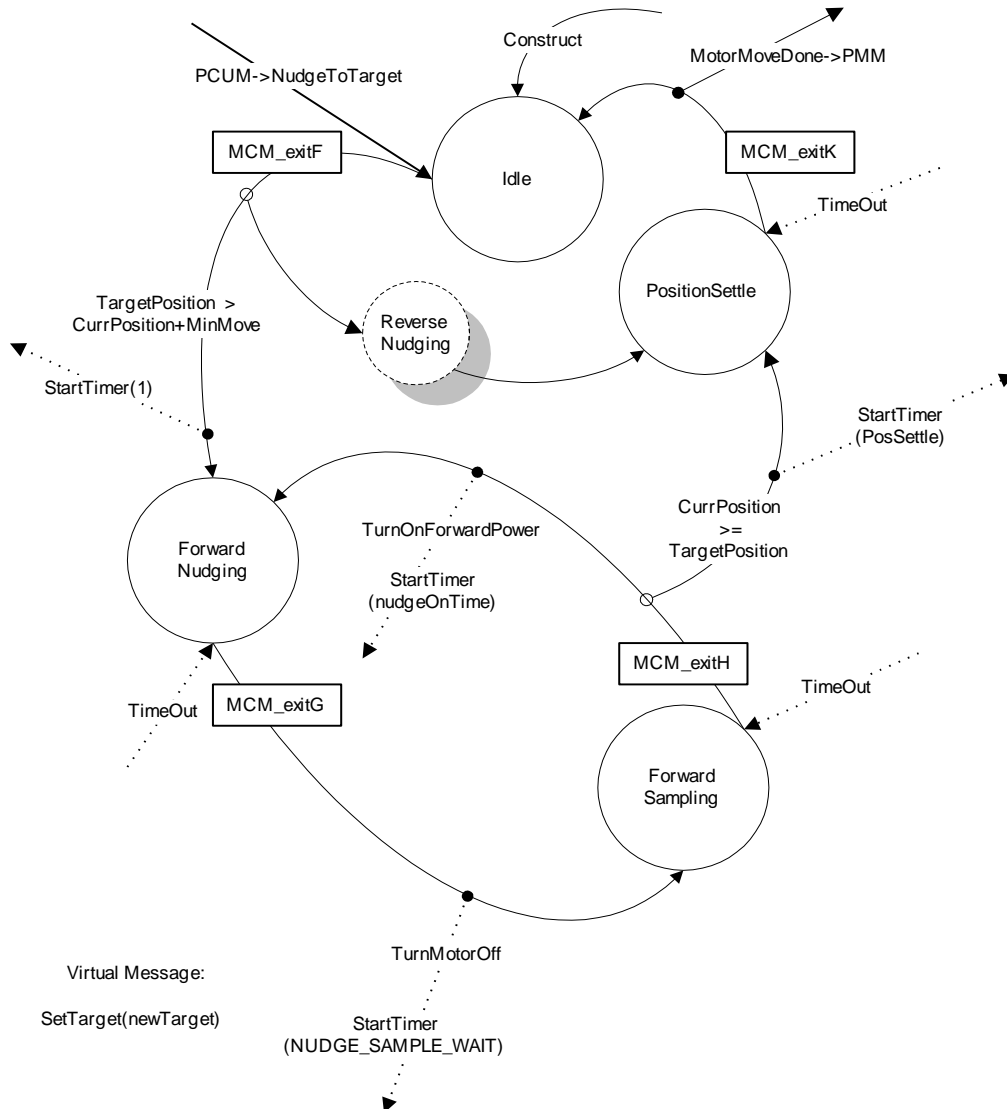 Construct
MotorMoveDone->PMM
PCUM->NudgeToTarget
MCM_exitF
MCM_exitK
Idle
TimeOut
PositionSettle
TargetPosition >
CurrPosition+MinMove
Reverse
Nudging
StartTimer(1)
StartTimer
(PosSettle)
CurrPosition
>=
TargetPosition
TurnOnForwardPower
Forward
Nudging
StartTimer
(nudgeOnTime)
MCM_exitH
TimeOut
MCM_exitG
TimeOut
Forward
Sampling
TurnMotorOff
Virtual Message:
SetTarget(newTarget)
StartTimer
(NUDGE_SAMPLE_WAIT)